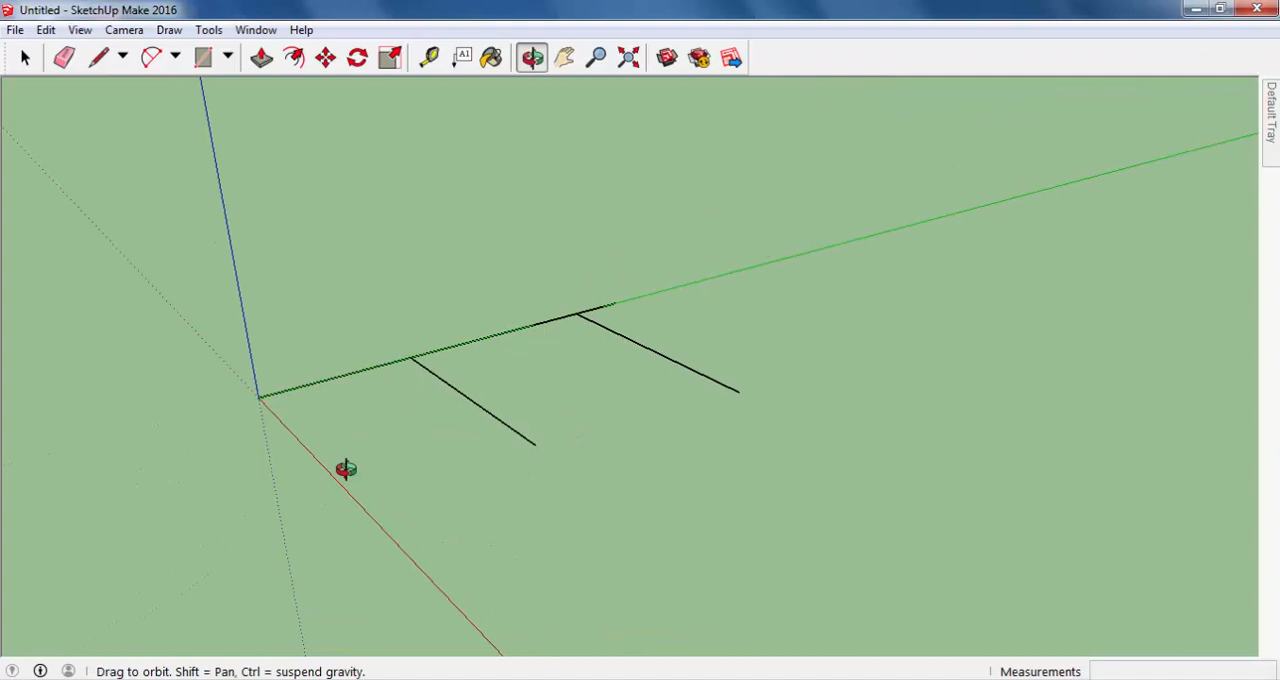 Untitled - SketchUp Make 2016
File Edit View Camera Draw Tools Window Help
A1
Default Tray
Drag to orbit. Shift = Pan, Ctrl = suspend gravity.
Measurements